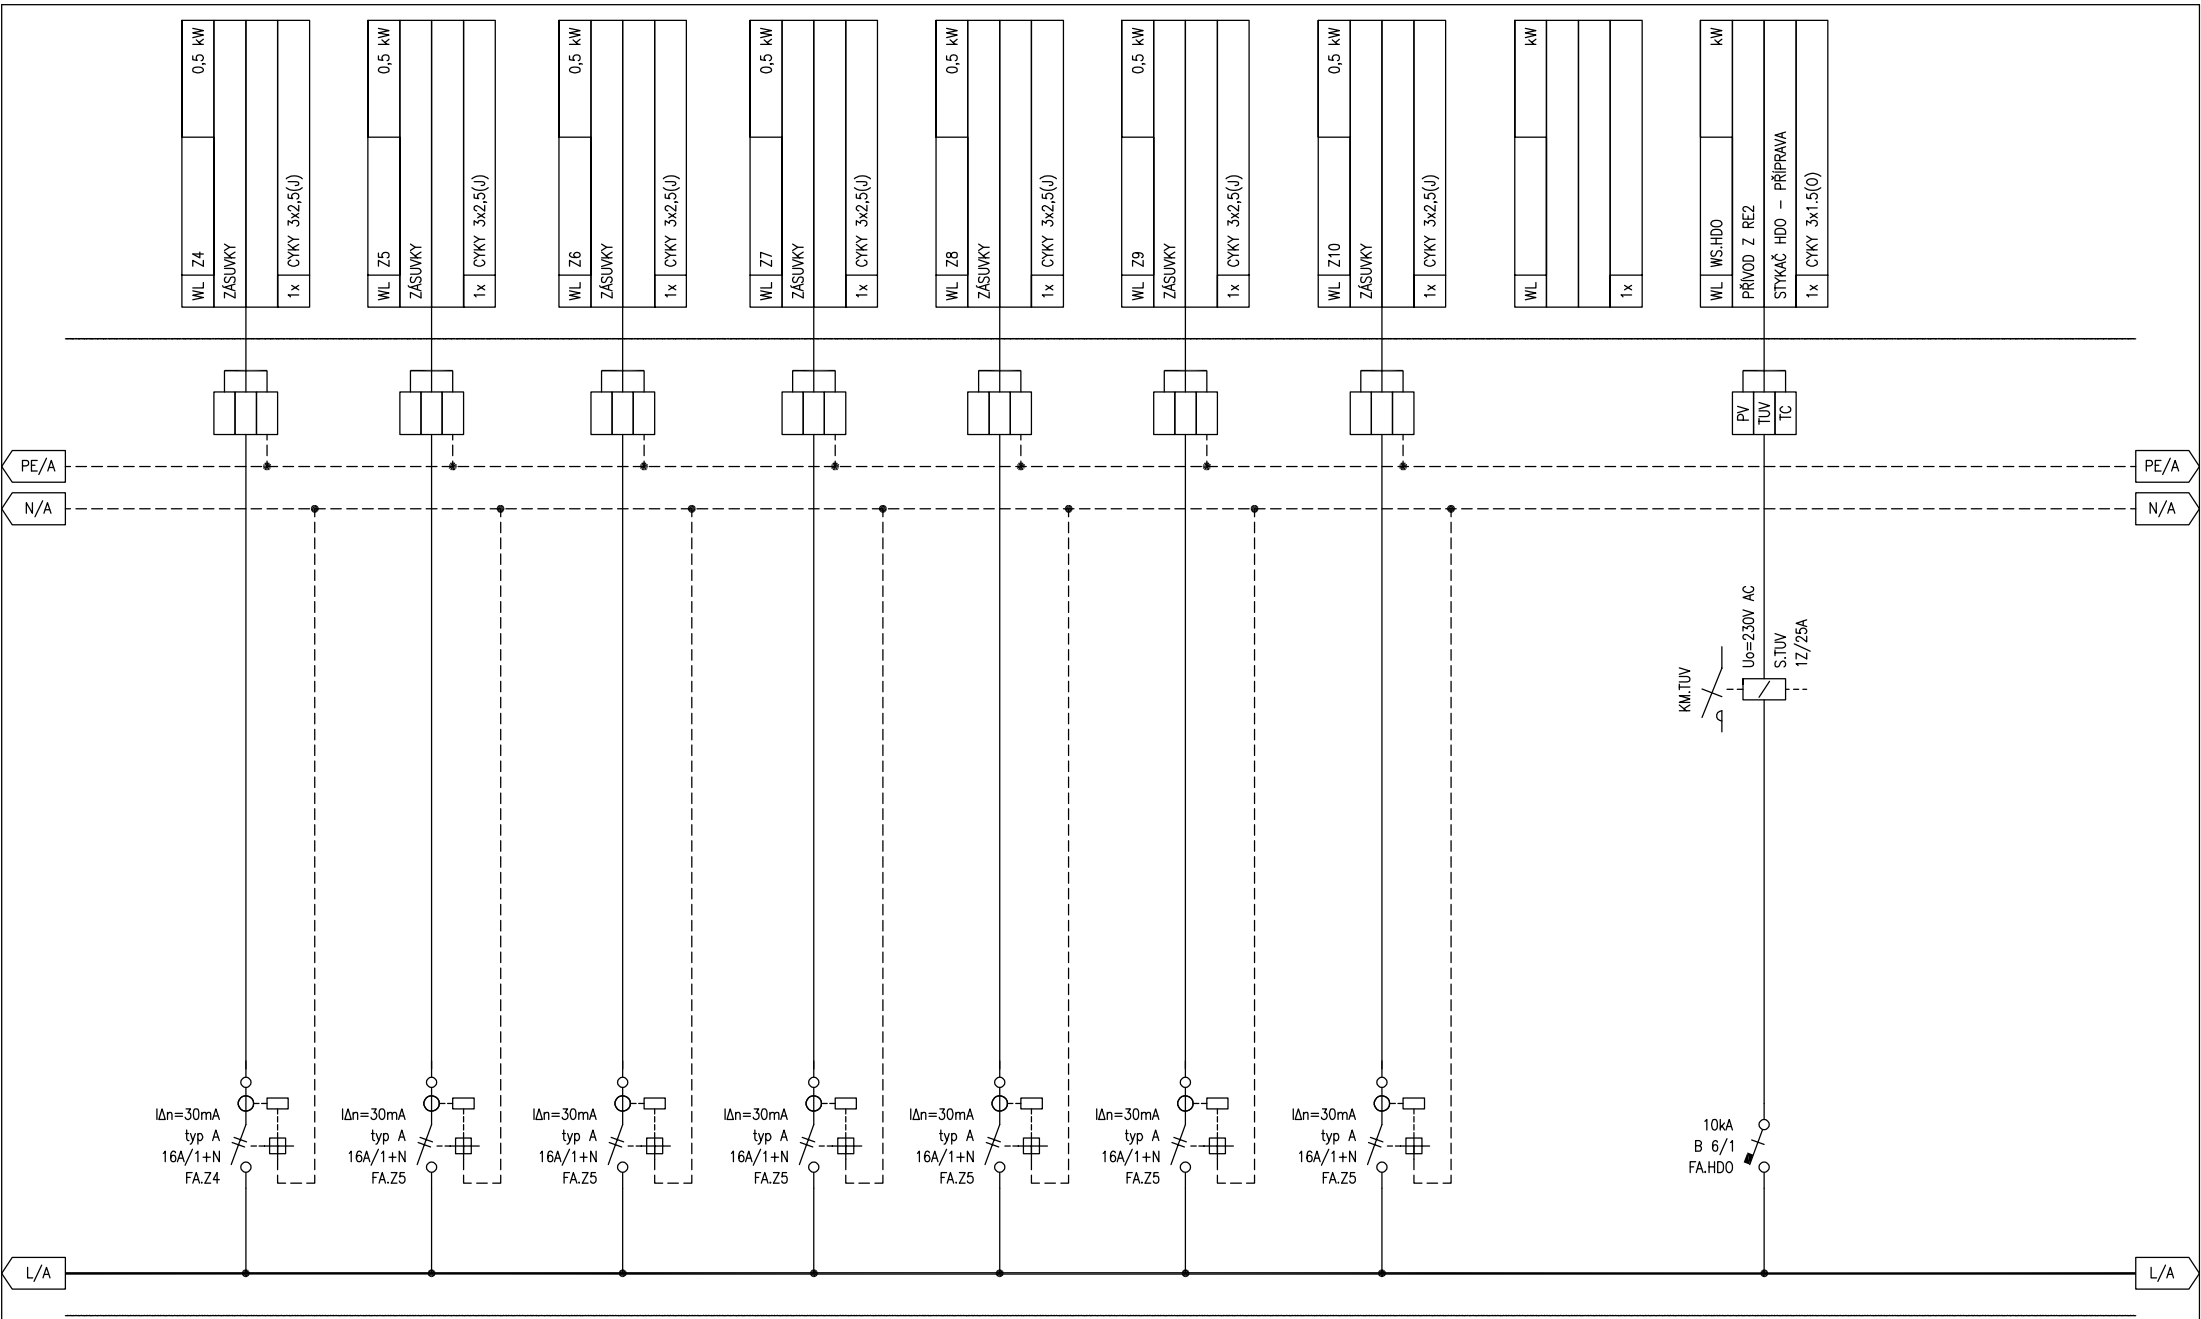 WL Z4 0,5 kW
ZÁSUVKY
1x CYKY 3x2,5(J)
WL Z5 0,5 kW
ZÁSUVKY
1x CYKY 3x2,5(J)
WL Z6 0,5 kW
ZÁSUVKY
1x CYKY 3x2,5(J)
WL Z7 0,5 kW
ZÁSUVKY
1x CYKY 3x2,5(J)
WL Z8 0,5 kW
ZÁSUVKY
1x CYKY 3x2,5(J)
WL Z9 0,5 kW
ZÁSUVKY
1x CYKY 3x2,5(J)
WL Z10 0,5 kW
ZÁSUVKY
1x CYKY 3x2,5(J)
WL kW
1x
WL WS.HDO kW
PŘÍVOD Z RE2
STYKAČ HDO - PŘÍPRAVA
1x CYKY 3x1.5(O)
PV
TUV
TC
PE/A
PE/A
N/A
N/A
KM.TUV
Uo=230V AC
S.TUV
1Z/25A
IΔn=30mA
typ A
16A/1+N
FA.Z4
IΔn=30mA
typ A
16A/1+N
FA.Z5
IΔn=30mA
typ A
16A/1+N
FA.Z5
IΔn=30mA
typ A
16A/1+N
FA.Z5
IΔn=30mA
typ A
16A/1+N
FA.Z5
IΔn=30mA
typ A
16A/1+N
FA.Z5
IΔn=30mA
typ A
16A/1+N
FA.Z5
10kA
B 6/1
FA.HDO
L/A
L/A